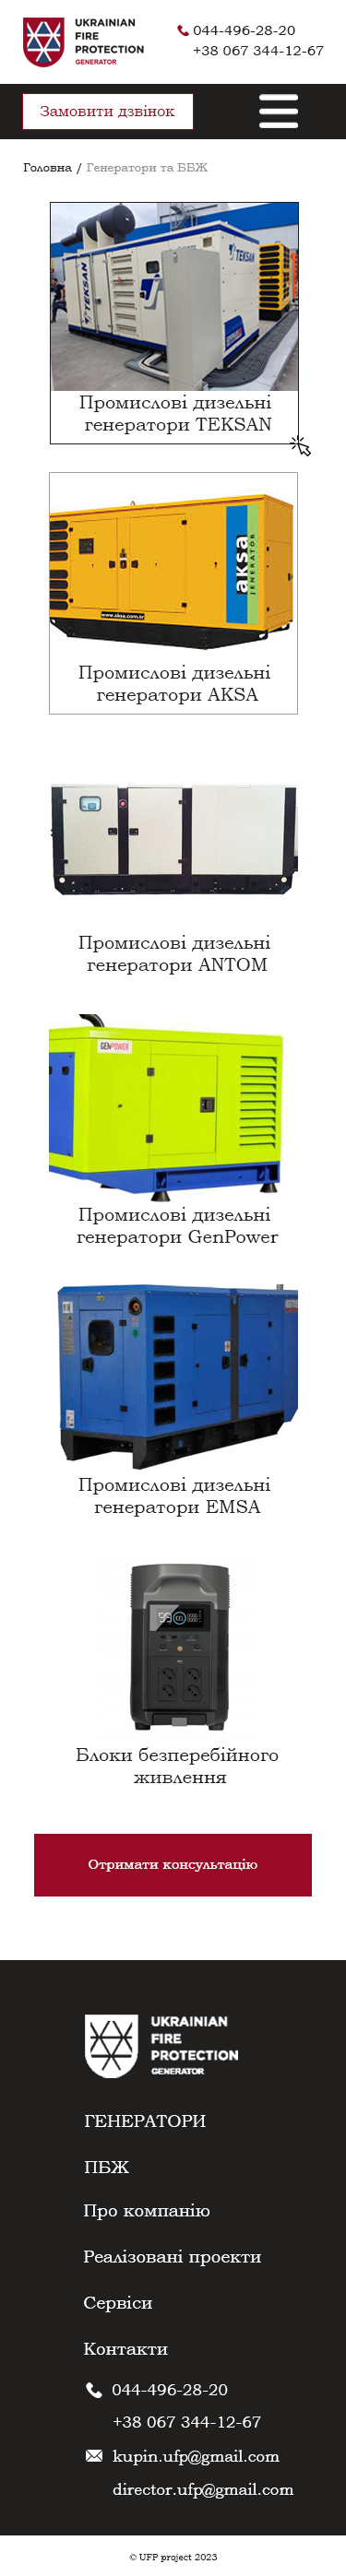 UKRAINIAN
FIRE
PROTECTION
GENERATOR
044-496-28-20
+38 067 344-12-67
Замовити дзвінок
Головна / Генератори та ББЖ
TEKSAN
TEKSAN
Промислові дизельні
генератори TEKSAN
aksa
JENERATÖR
www.aksa.com.tr
Промислові дизельні
генератори AKSA
Промислові дизельні
генератори ANTOM
GENPOWER
Промислові дизельні
генератори GenPower
Промислові дизельні
генератори EMSA
99
Блоки безперебійного
живлення
Отримати консультацію
UKRAINIAN
FIRE
PROTECTION
GENERATOR
ГЕНЕРАТОРИ
ПБЖ
Про компанію
Реалізовані проекти
Сервіси
Контакти
044-496-28-20
+38 067 344-12-67
kupin.ufp@gmail.com
director.ufp@gmail.com
© UFP project 2023